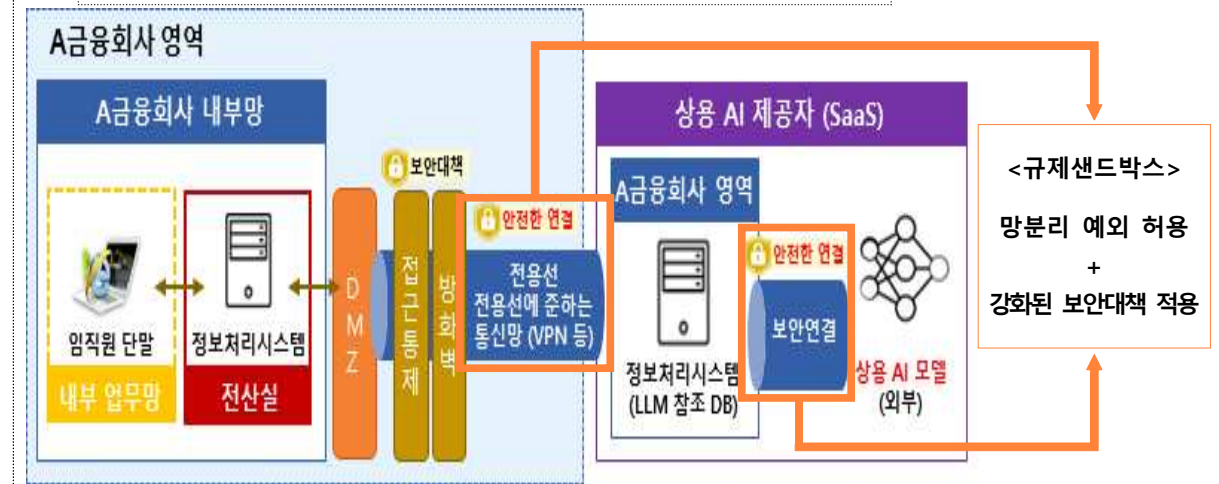 A금융회사 영역
A금융회사 내부망
임직원 단말
내부 업무망
정보처리시스템
전산실
DMZ
보안대책
접근통제
방화벽
안전한 연결
전용선
전용선에 준하는
통신망 (VPN 등)
상용 AI 제공자 (SaaS)
A금융회사 영역
정보처리시스템
(LLM 참조 DB)
안전한 연결
보안연결
상용 AI 모델
(외부)
<규제샌드박스>
망분리 예외 허용
+
강화된 보안대책 적용